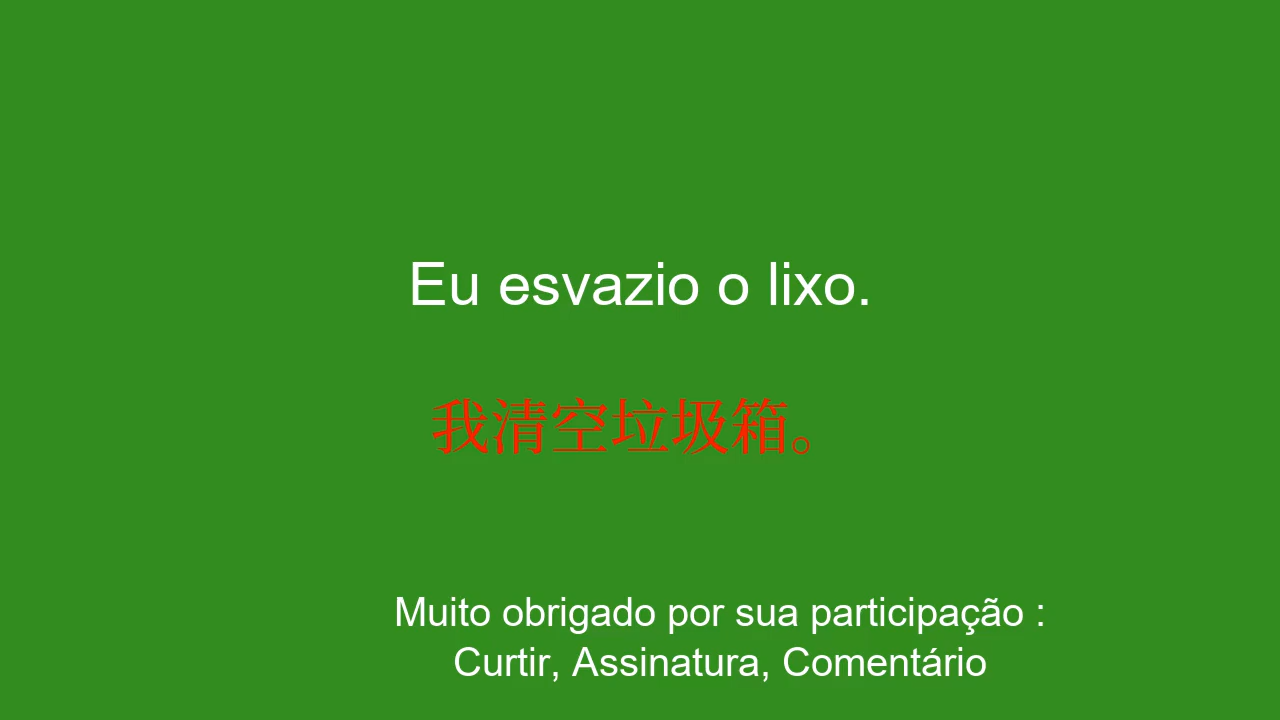 Eu esvazio o lixo.
我清空垃圾箱。
Muito obrigado por sua participação :
Curtir, Assinatura, Comentário